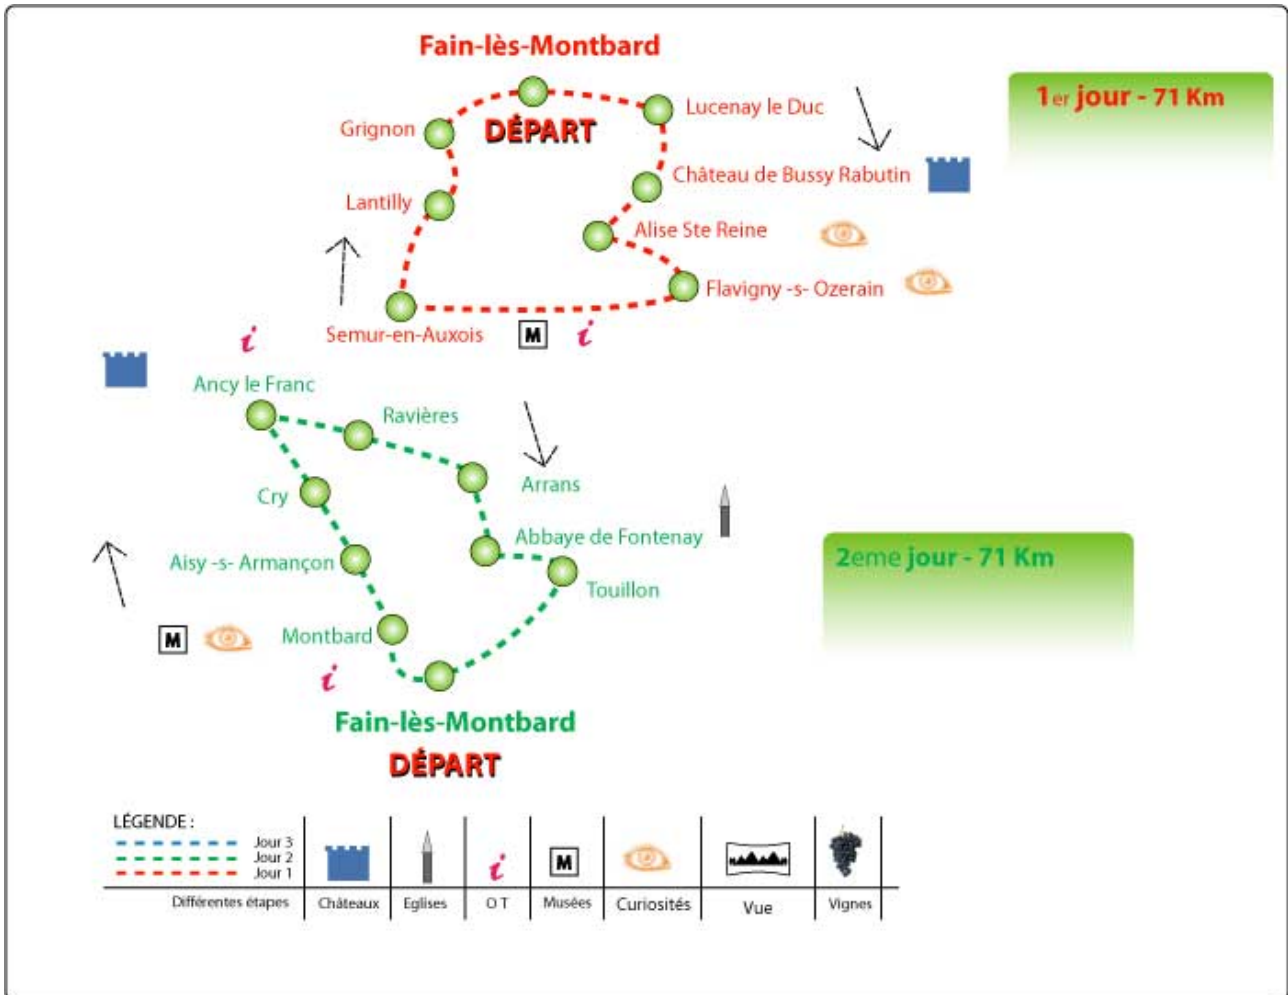 Fain-lès-Montbard
DÉPART
1er jour - 71 Km
Lucenay le Duc
Grignon
Château de Bussy Rabutin
Lantilly
Alise Ste Reine
Flavigny -s- Ozerain
Semur-en-Auxois
M
i
i
Ancy le Franc
Ravières
Arrans
Cry
Abbaye de Fontenay
Aisy -s- Armançon
2eme jour - 71 Km
Touillon
M
Montbard
i
Fain-lès-Montbard
DÉPART
LÉGENDE :
Jour 3
Jour 2
Jour 1
i
M
Différentes étapes
Châteaux
Eglises
O T
Musées
Curiosités
Vue
Vignes